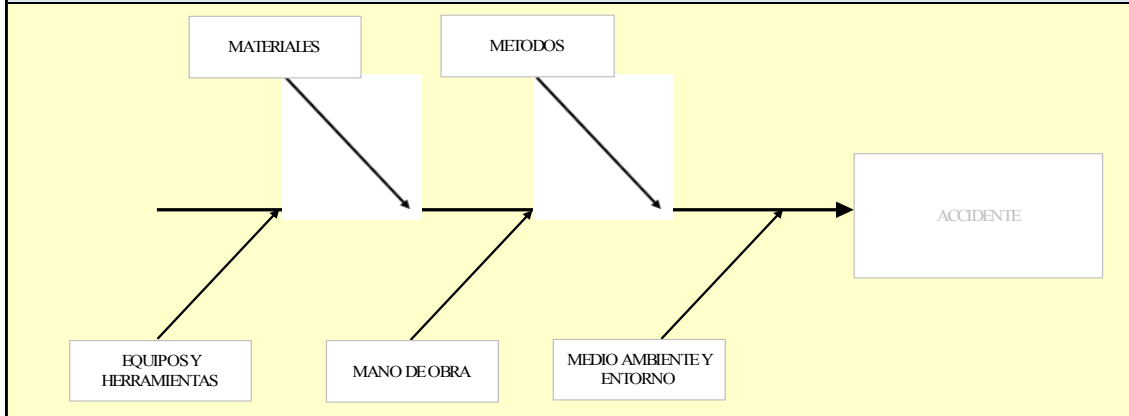 MATERIALES
METODOS
ACCIDENTE
EQUIPOS Y
HERRAMIENTAS
MANO DE OBRA
MEDIO AMBIENTE Y
ENTORNO